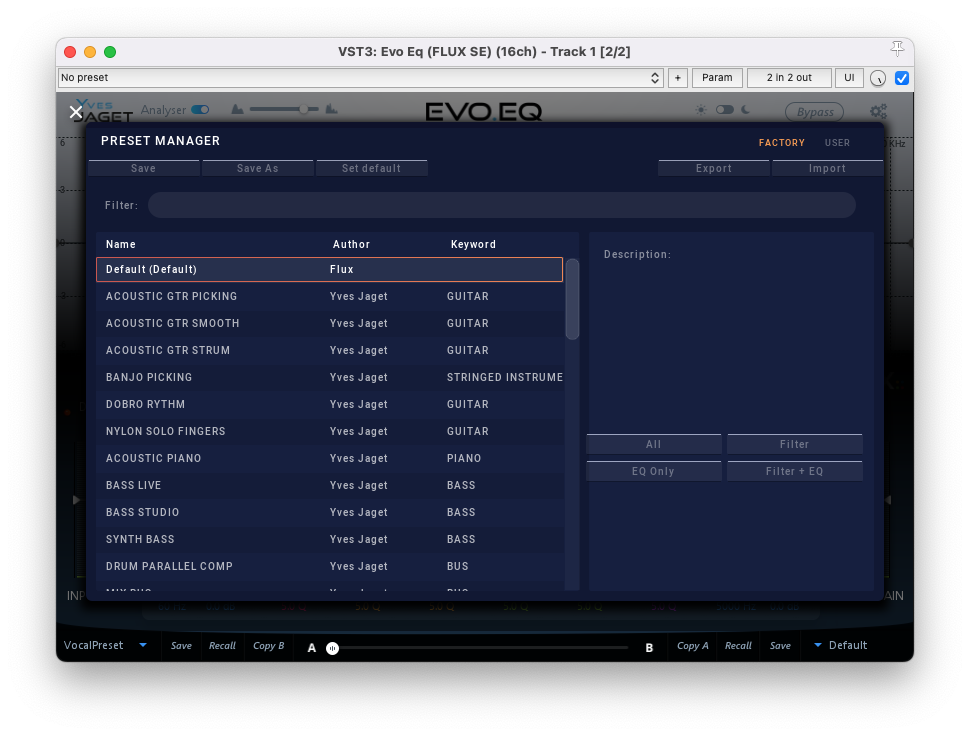 VST3: Evo Eq (FLUX SE) (16ch) - Track 1 [2/2]
No preset + Param 2 in 2 out UI
YVES JAGET Analyser EVO.EQ Bypass
PRESET MANAGER FACTORY USER
6 KHz
Save Save As Set default Export Import
Filter:
Name Author Keyword
Description:
Default (Default) Flux
ACOUSTIC GTR PICKING Yves Jaget GUITAR
ACOUSTIC GTR SMOOTH Yves Jaget GUITAR
ACOUSTIC GTR STRUM Yves Jaget GUITAR
BANJO PICKING Yves Jaget STRINGED INSTRUME
DOBRO RYTHM Yves Jaget GUITAR
NYLON SOLO FINGERS Yves Jaget GUITAR
All Filter
ACOUSTIC PIANO Yves Jaget PIANO
EQ Only Filter + EQ
BASS LIVE Yves Jaget BASS
BASS STUDIO Yves Jaget BASS
SYNTH BASS Yves Jaget BASS
DRUM PARALLEL COMP Yves Jaget BUS
INP AIN
VocalPreset Save Recall Copy B A B Copy A Recall Save Default